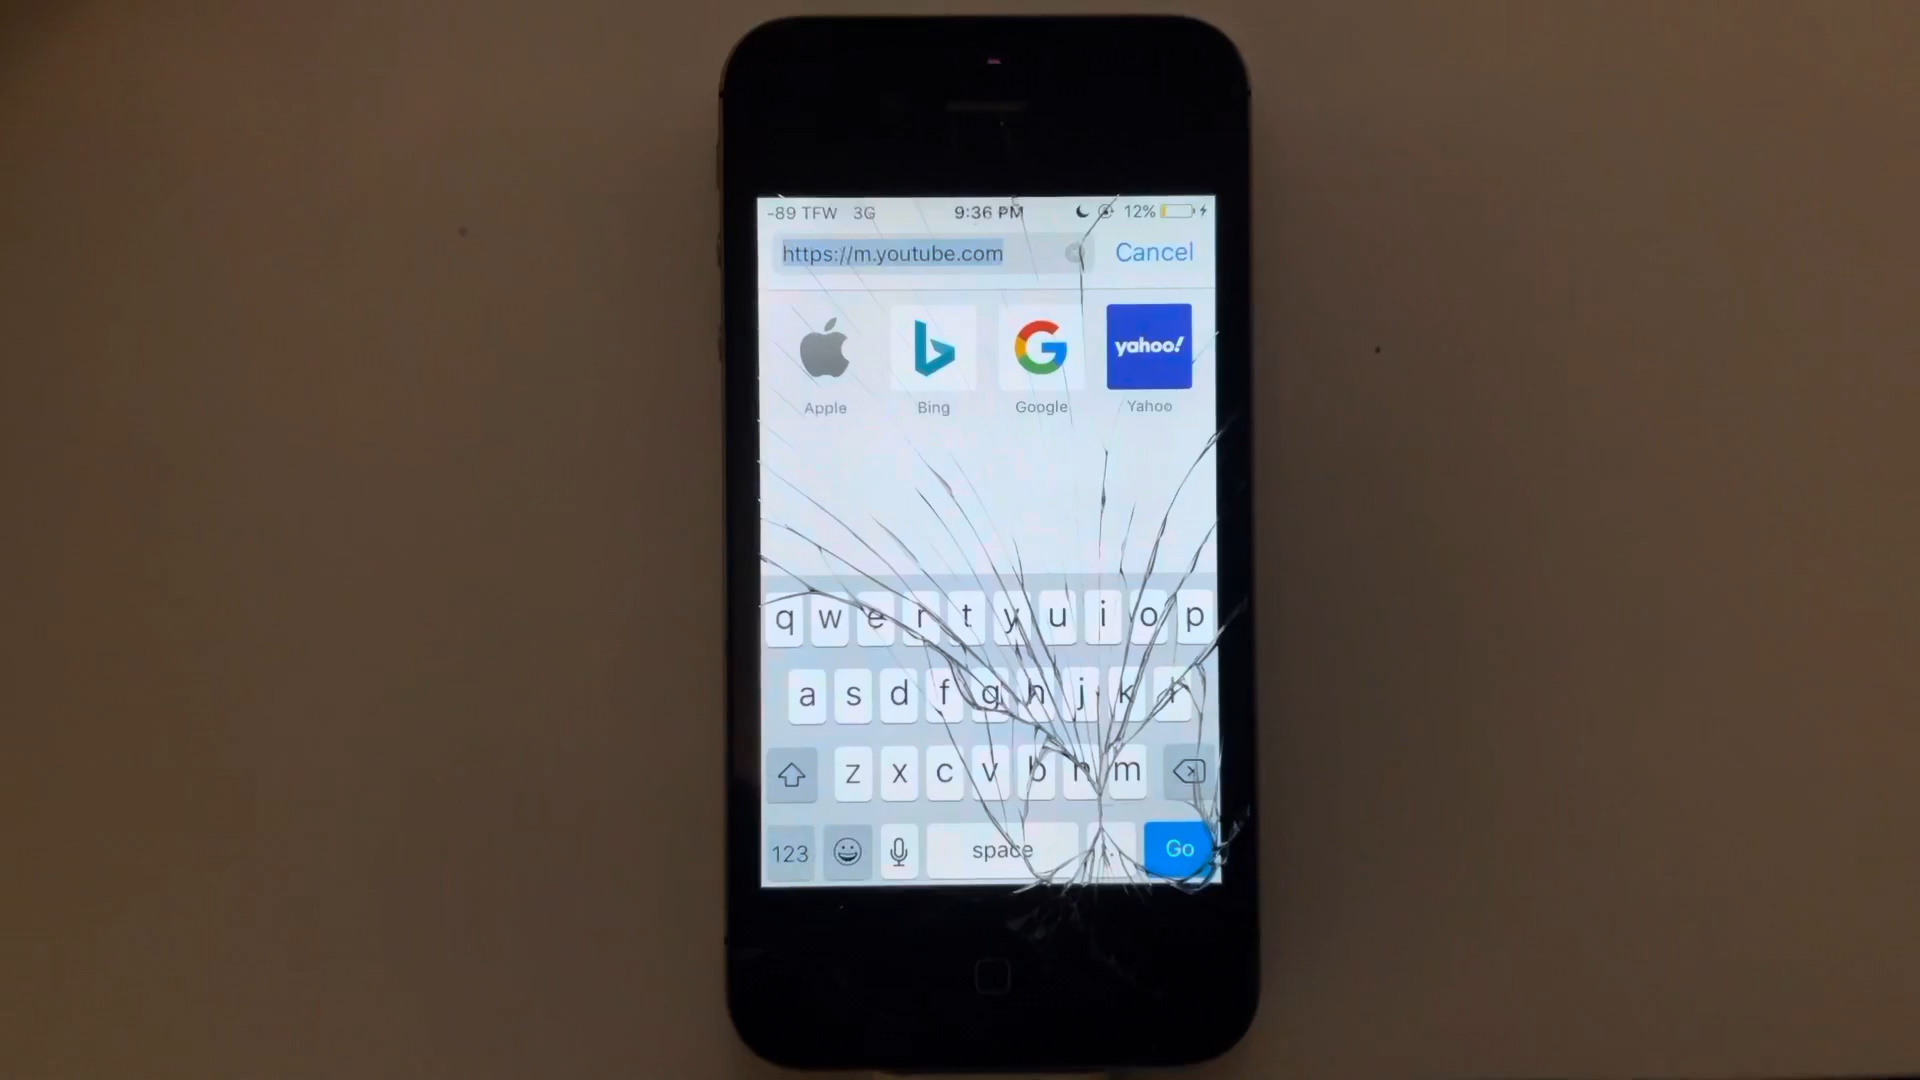 -89 TFW 3G 9:36 PM 12%
https://m.youtube.com Cancel
yahoo!
Apple Bing Google Yahoo
q w e r t y u i o p
a s d f g h j k l
z x c v b n m
123 space . Go